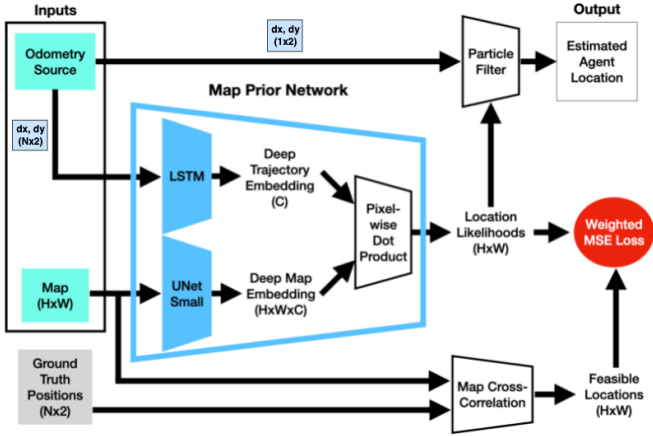 Inputs
Output
dx, dy
(1x2)
Odometry
Source
Particle
Filter
Estimated
Agent
Location
Map Prior Network
dx, dy
(Nx2)
LSTM
Deep
Trajectory
Embedding
(C)
Pixel-
wise
Dot
Product
Location
Likelihoods
(HxW)
Weighted
MSE Loss
Map
(HxW)
UNet
Small
Deep Map
Embedding
(HxWxC)
Ground
Truth
Positions
(Nx2)
Map Cross-
Correlation
Feasible
Locations
(HxW)